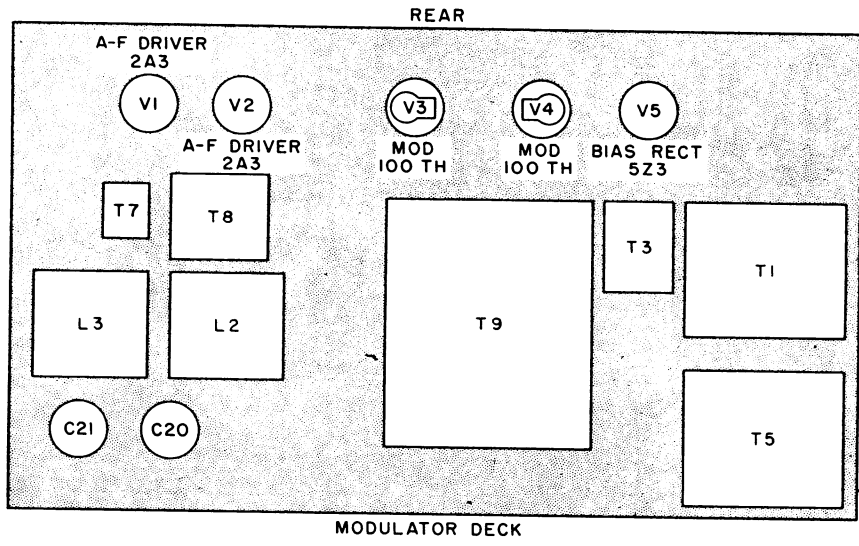 REAR
A-F DRIVER
2A3
V1
V2
V3
V4
V5
A-F DRIVER
2A3
MOD
100 TH
MOD
100 TH
BIAS RECT
5Z3
T7
T8
T3
T1
L3
L2
T9
C21
C20
T5
MODULATOR DECK